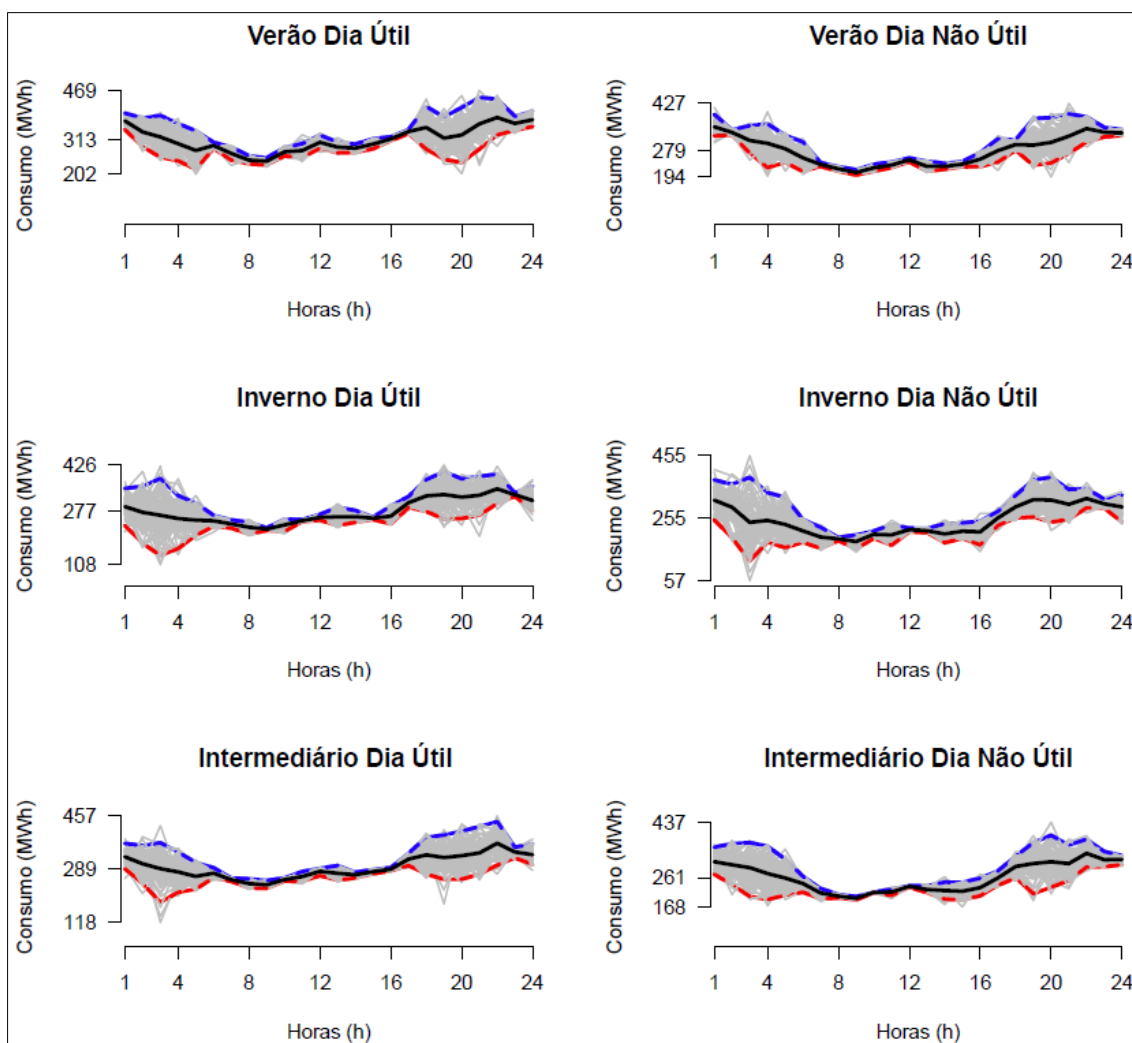 Verão Dia Útil
Consumo (MWh)
469
313
202
1 4 8 12 16 20 24
Horas (h)
Verão Dia Não Útil
Consumo (MWh)
427
279
194
1 4 8 12 16 20 24
Horas (h)
Inverno Dia Útil
Consumo (MWh)
426
277
108
1 4 8 12 16 20 24
Horas (h)
Inverno Dia Não Útil
Consumo (MWh)
455
255
57
1 4 8 12 16 20 24
Horas (h)
Intermediário Dia Útil
Consumo (MWh)
457
289
118
1 4 8 12 16 20 24
Horas (h)
Intermediário Dia Não Útil
Consumo (MWh)
437
261
168
1 4 8 12 16 20 24
Horas (h)